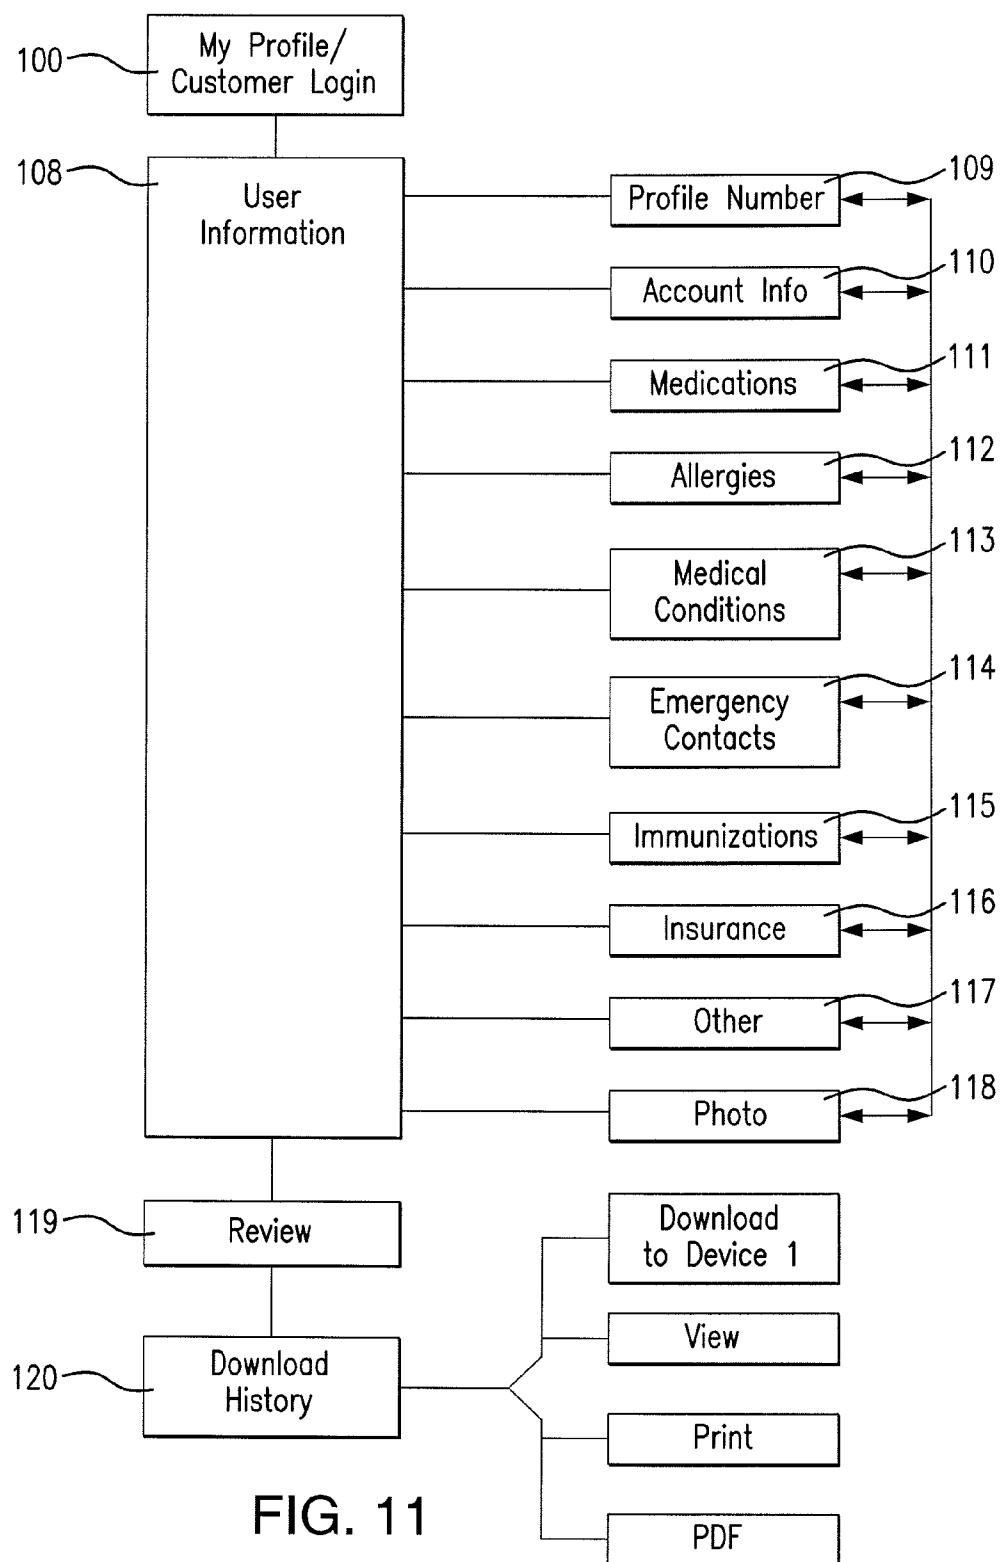 100
My Profile/
Customer Login
108
User
Information
Profile Number
109
Account Info
110
Medications
111
Allergies
112
Medical
Conditions
113
Emergency
Contacts
114
Immunizations
115
Insurance
116
Other
117
Photo
118
119
Review
120
Download
History
Download
to Device 1
View
Print
PDF
FIG. 11